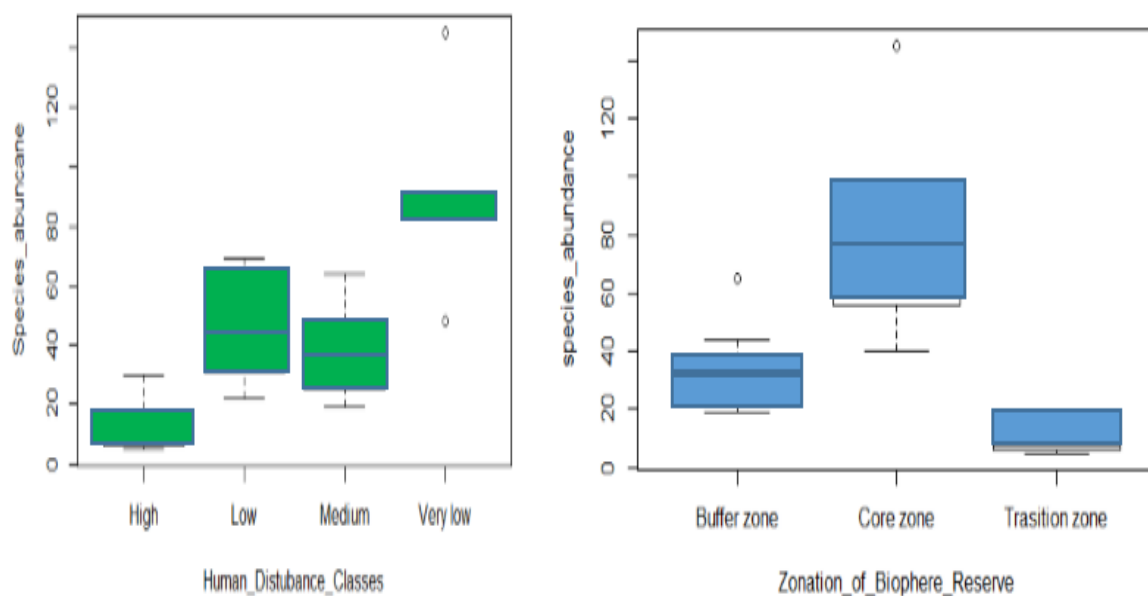 Species_abuncane
120
80
60
40
20
0
High Low Medium Very low
Human_Distubance_Classes
species_abundance
120
80
60
40
20
0
Buffer zone Core zone Trasition zone
Zonation_of_Biophere_Reserve